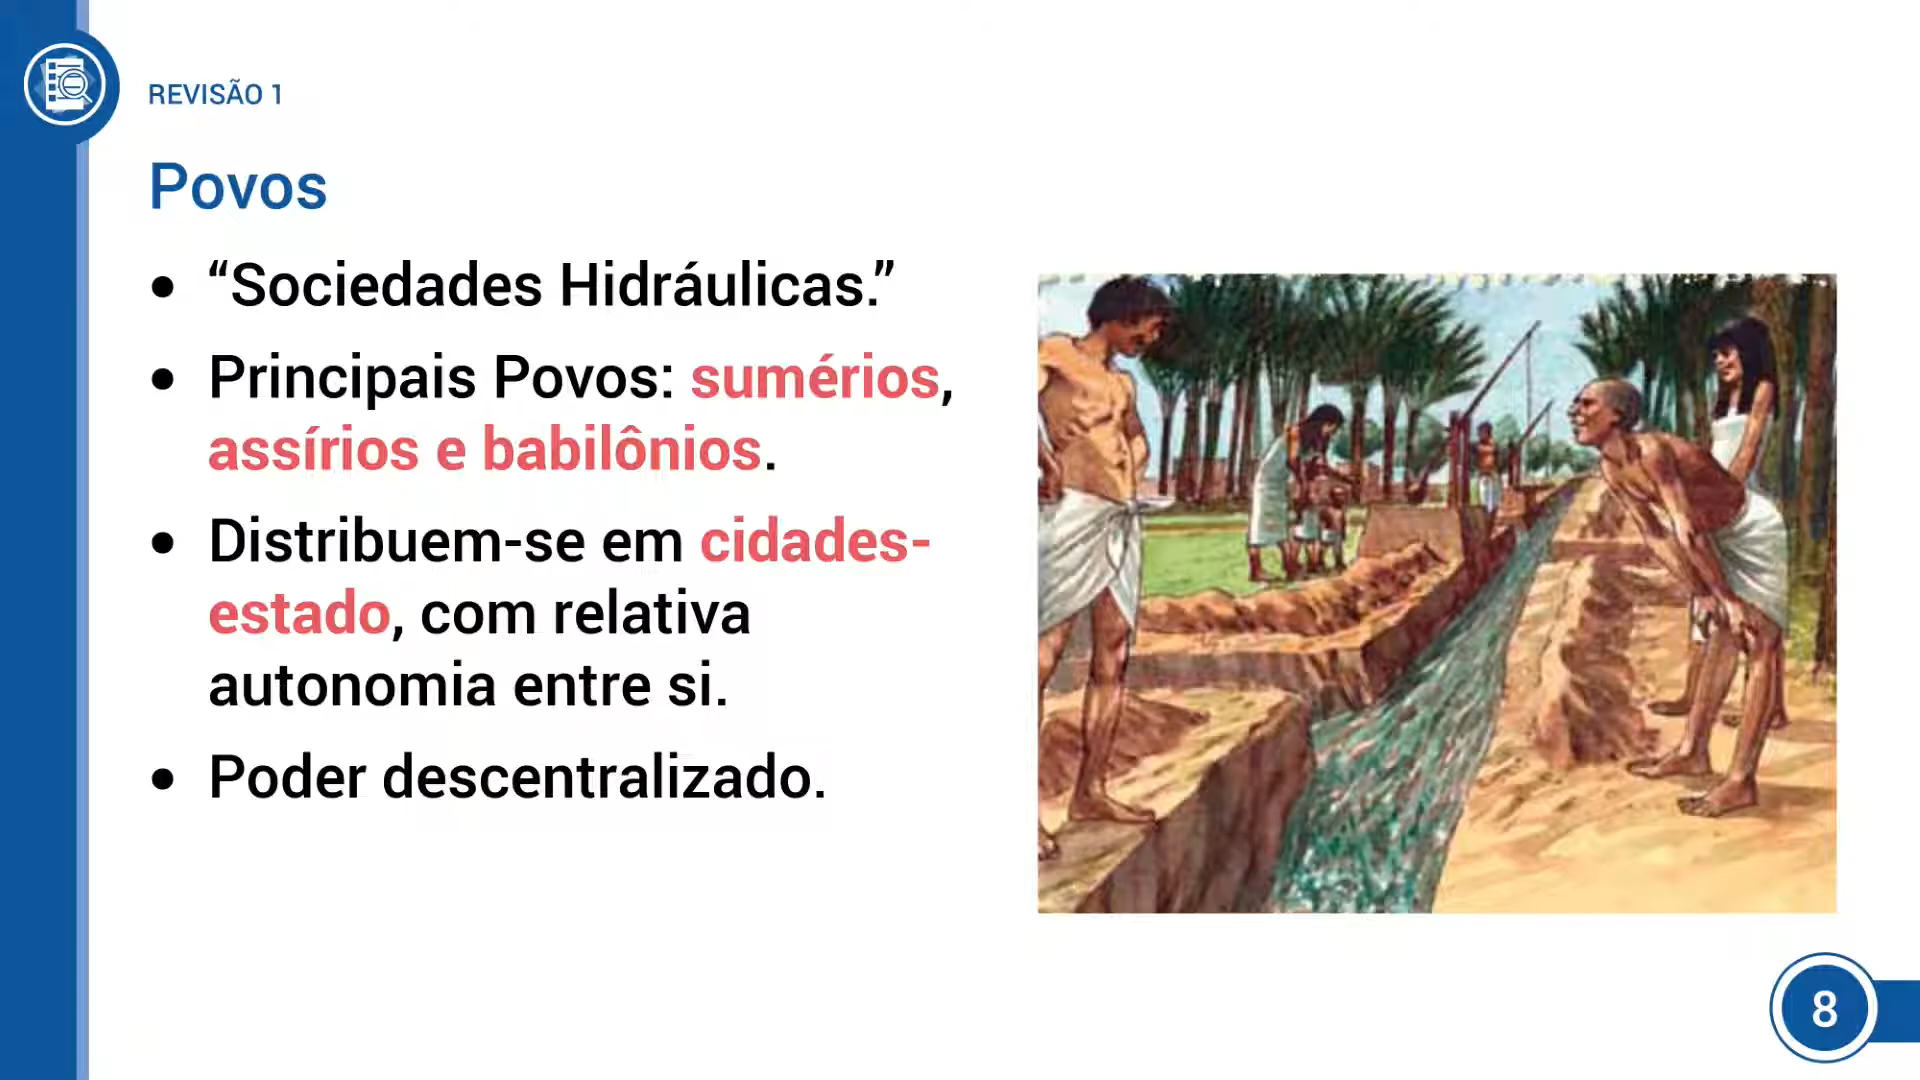 REVISÃO 1
Povos
• “Sociedades Hidráulicas.”
• Principais Povos: sumérios,
assírios e babilônios.
• Distribuem-se em cidades-
estado, com relativa
autonomia entre si.
• Poder descentralizado.
8